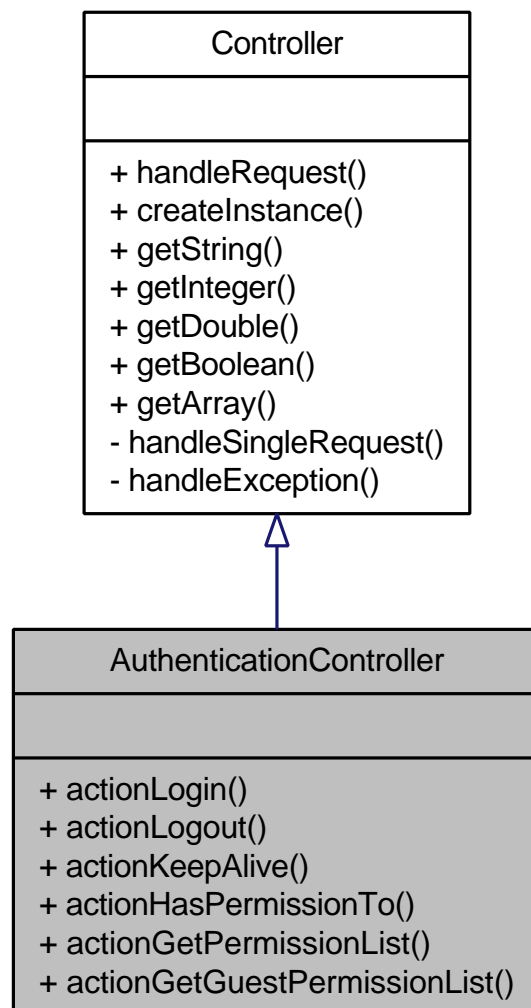 Controller
+ handleRequest()
+ createInstance()
+ getString()
+ getInteger()
+ getDouble()
+ getBoolean()
+ getArray()
- handleSingleRequest()
- handleException()
AuthenticationController
+ actionLogin()
+ actionLogout()
+ actionKeepAlive()
+ actionHasPermissionTo()
+ actionGetPermissionList()
+ actionGetGuestPermissionList()